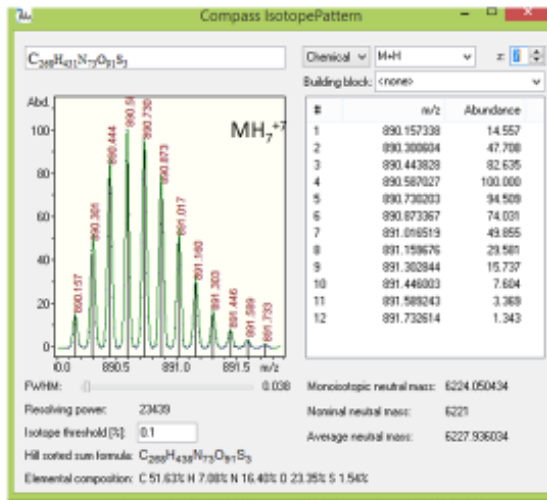 Compass IsotopePattern
C₂₆₈H₄₃₁N₇₃O₉₁S₃
Chemical M+H z: 7
Building block: <none>
Abd.
MH₇⁺⁷
100
80
60
40
20
0
890.157
890.301
890.444
890.58
890.730
890.873
891.017
891.160
891.303
891.446
891.589
891.733
0.0 890.5 891.0 891.5 m/z
# m/z Abundance
1 890.157338 14.557
2 890.300604 47.708
3 890.443828 82.635
4 890.587027 100.000
5 890.730203 94.509
6 890.873367 74.031
7 891.016519 49.855
8 891.159676 29.581
9 891.302844 15.737
10 891.446003 7.604
11 891.589243 3.369
12 891.732614 1.343
FWHM: 0.038
Resolving power: 23439
Isotope threshold [%]: 0.1
Monoisotopic neutral mass: 6224.050434
Nominal neutral mass: 6221
Average neutral mass: 6227.936034
Hill sorted sum formula: C₂₆₈H₄₃₈N₇₃O₉₁S₃
Elemental composition: C 51.63% H 7.08% N 16.40% O 23.35% S 1.54%